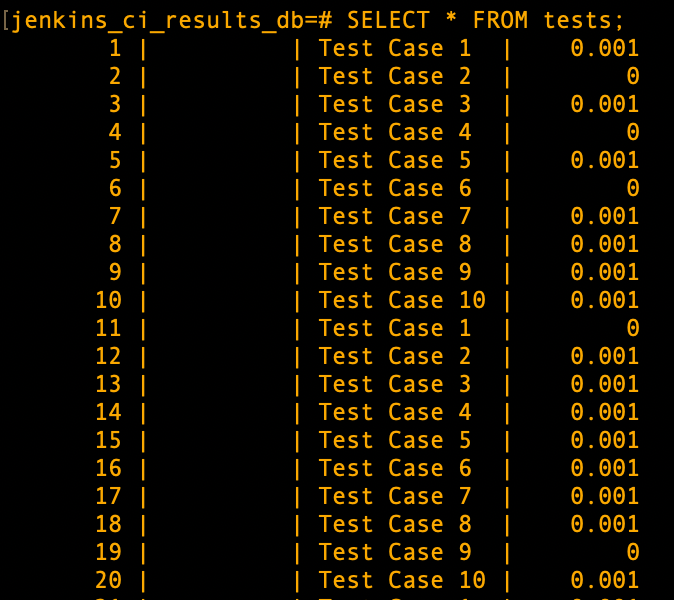 [jenkins_ci_results_db=# SELECT * FROM tests;
1 | | Test Case 1 | 0.001
2 | | Test Case 2 | 0
3 | | Test Case 3 | 0.001
4 | | Test Case 4 | 0
5 | | Test Case 5 | 0.001
6 | | Test Case 6 | 0
7 | | Test Case 7 | 0.001
8 | | Test Case 8 | 0.001
9 | | Test Case 9 | 0.001
10 | | Test Case 10 | 0.001
11 | | Test Case 1 | 0
12 | | Test Case 2 | 0.001
13 | | Test Case 3 | 0.001
14 | | Test Case 4 | 0.001
15 | | Test Case 5 | 0.001
16 | | Test Case 6 | 0.001
17 | | Test Case 7 | 0.001
18 | | Test Case 8 | 0.001
19 | | Test Case 9 | 0
20 | | Test Case 10 | 0.001